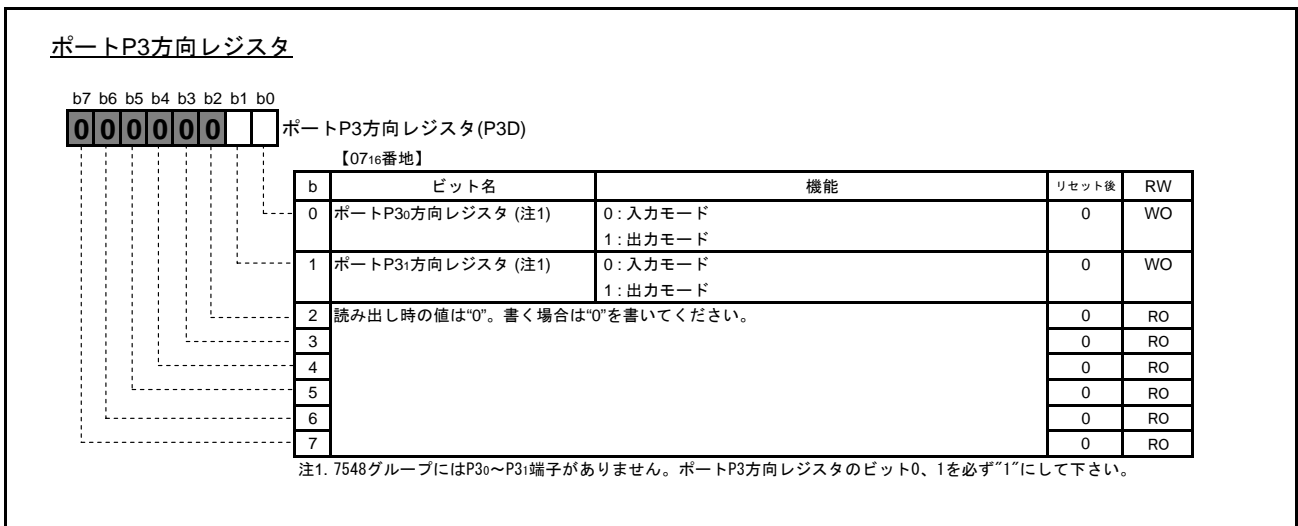 ポートP3方向レジスタ
b7 b6 b5 b4 b3 b2 b1 b0
0 0 0 0 0 0 ポートP3方向レジスタ(P3D)
【0716番地】
b ビット名 機能 リセット後 RW
0 ポートP30方向レジスタ (注1) 0 : 入力モード 0 WO
1 : 出力モード
1 ポートP31方向レジスタ (注1) 0 : 入力モード 0 WO
1 : 出力モード
2 読み出し時の値は“0”。書く場合は“0”を書いてください。 0 RO
3 0 RO
4 0 RO
5 0 RO
6 0 RO
7 0 RO
注1. 7548グループにはP30～P31端子がありません。ポートP3方向レジスタのビット0、1を必ず″1″にして下さい。